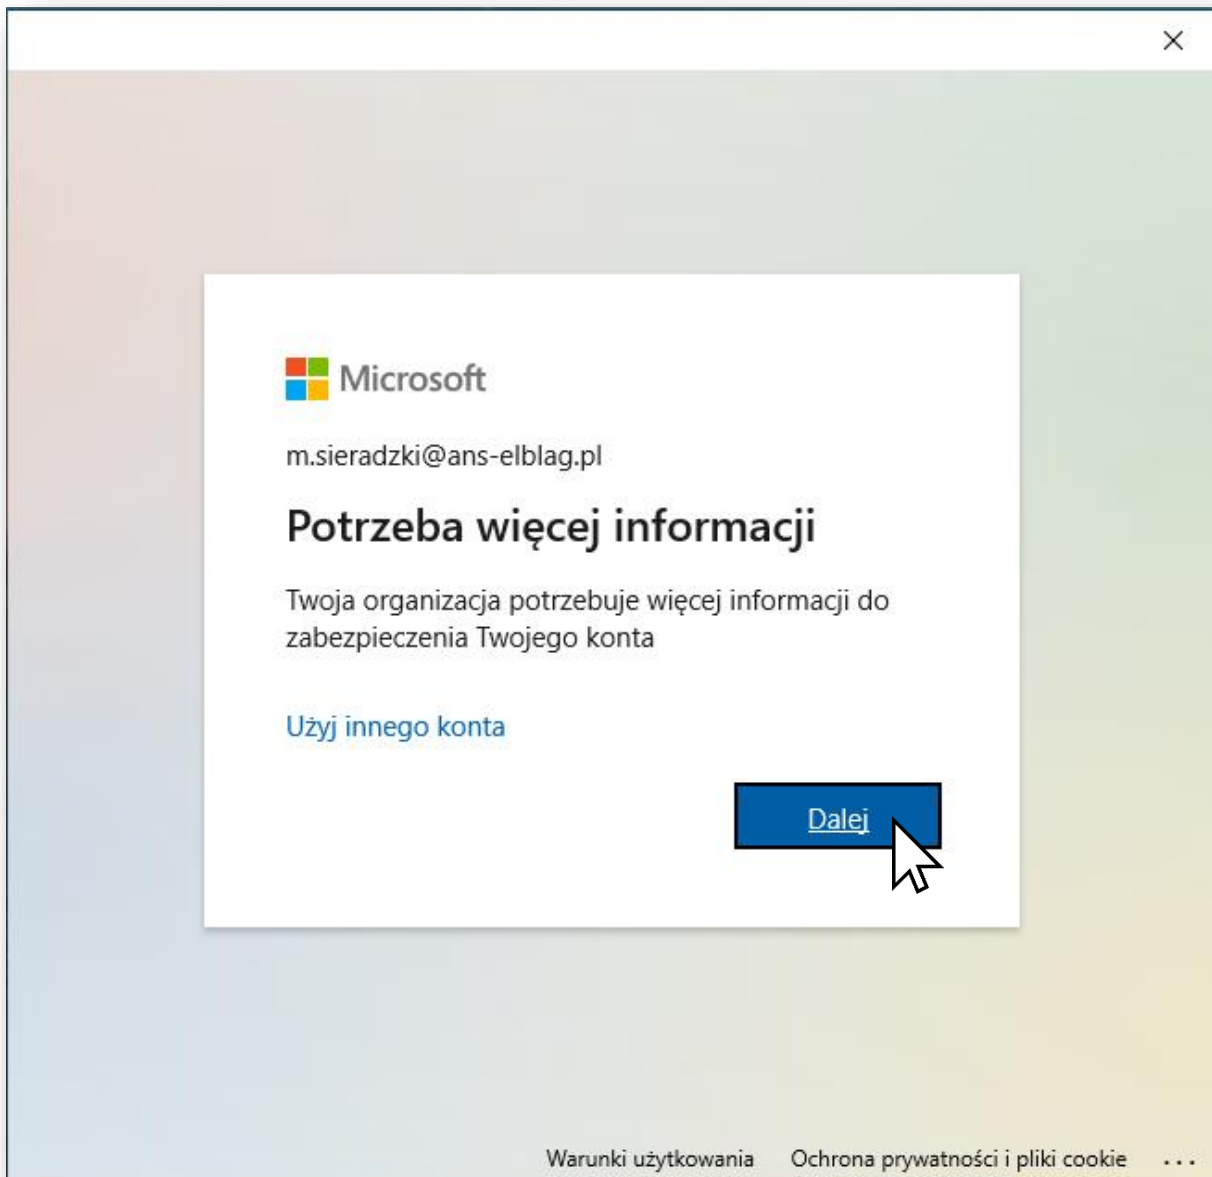 Microsoft
m.sieradzki@ans-elblag.pl
Potrzeba więcej informacji
Twoja organizacja potrzebuje więcej informacji do
zabezpieczenia Twojego konta
Użyj innego konta
Dalej
Warunki użytkowania Ochrona prywatności i pliki cookie ...